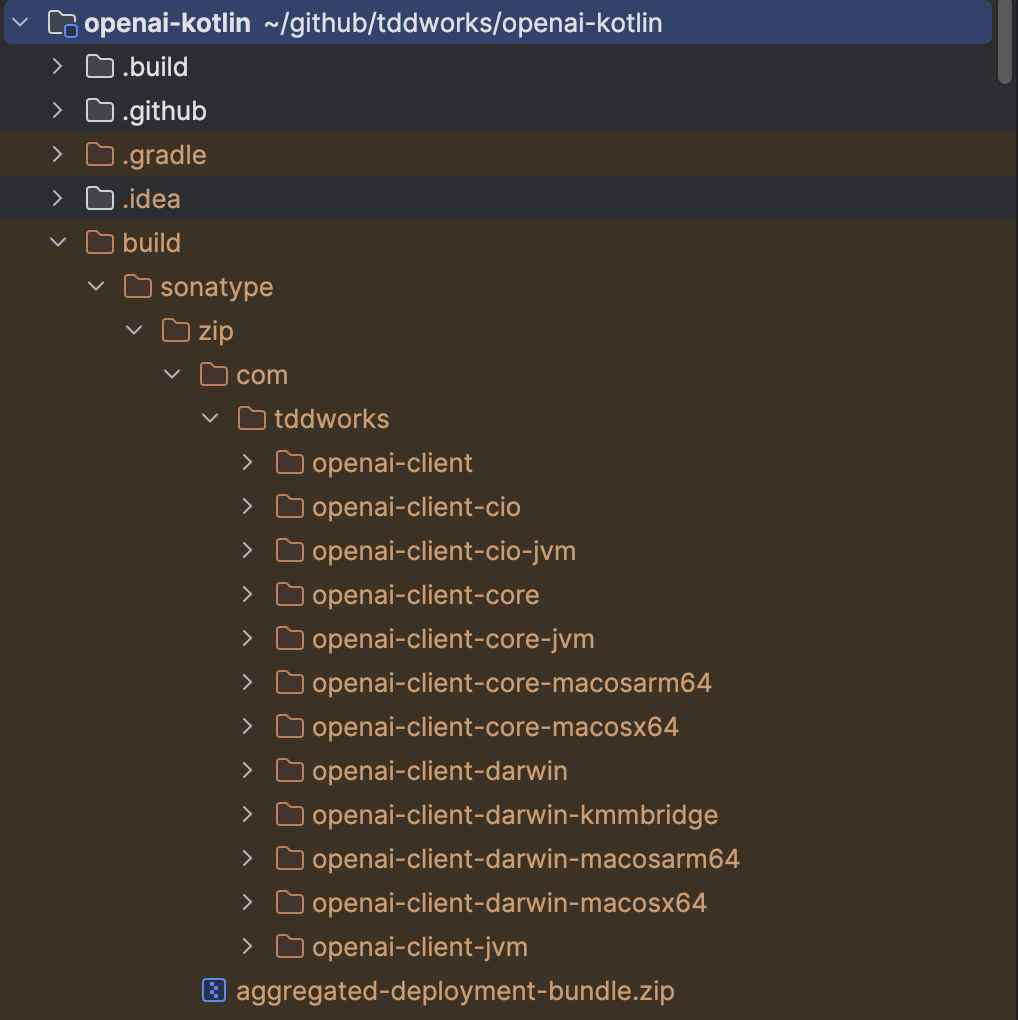 openai-kotlin ~/github/tddworks/openai-kotlin
.build
.github
.gradle
.idea
build
sonatype
zip
com
tddworks
openai-client
openai-client-cio
openai-client-cio-jvm
openai-client-core
openai-client-core-jvm
openai-client-core-macosarm64
openai-client-core-macosx64
openai-client-darwin
openai-client-darwin-kmmbridge
openai-client-darwin-macosarm64
openai-client-darwin-macosx64
openai-client-jvm
aggregated-deployment-bundle.zip